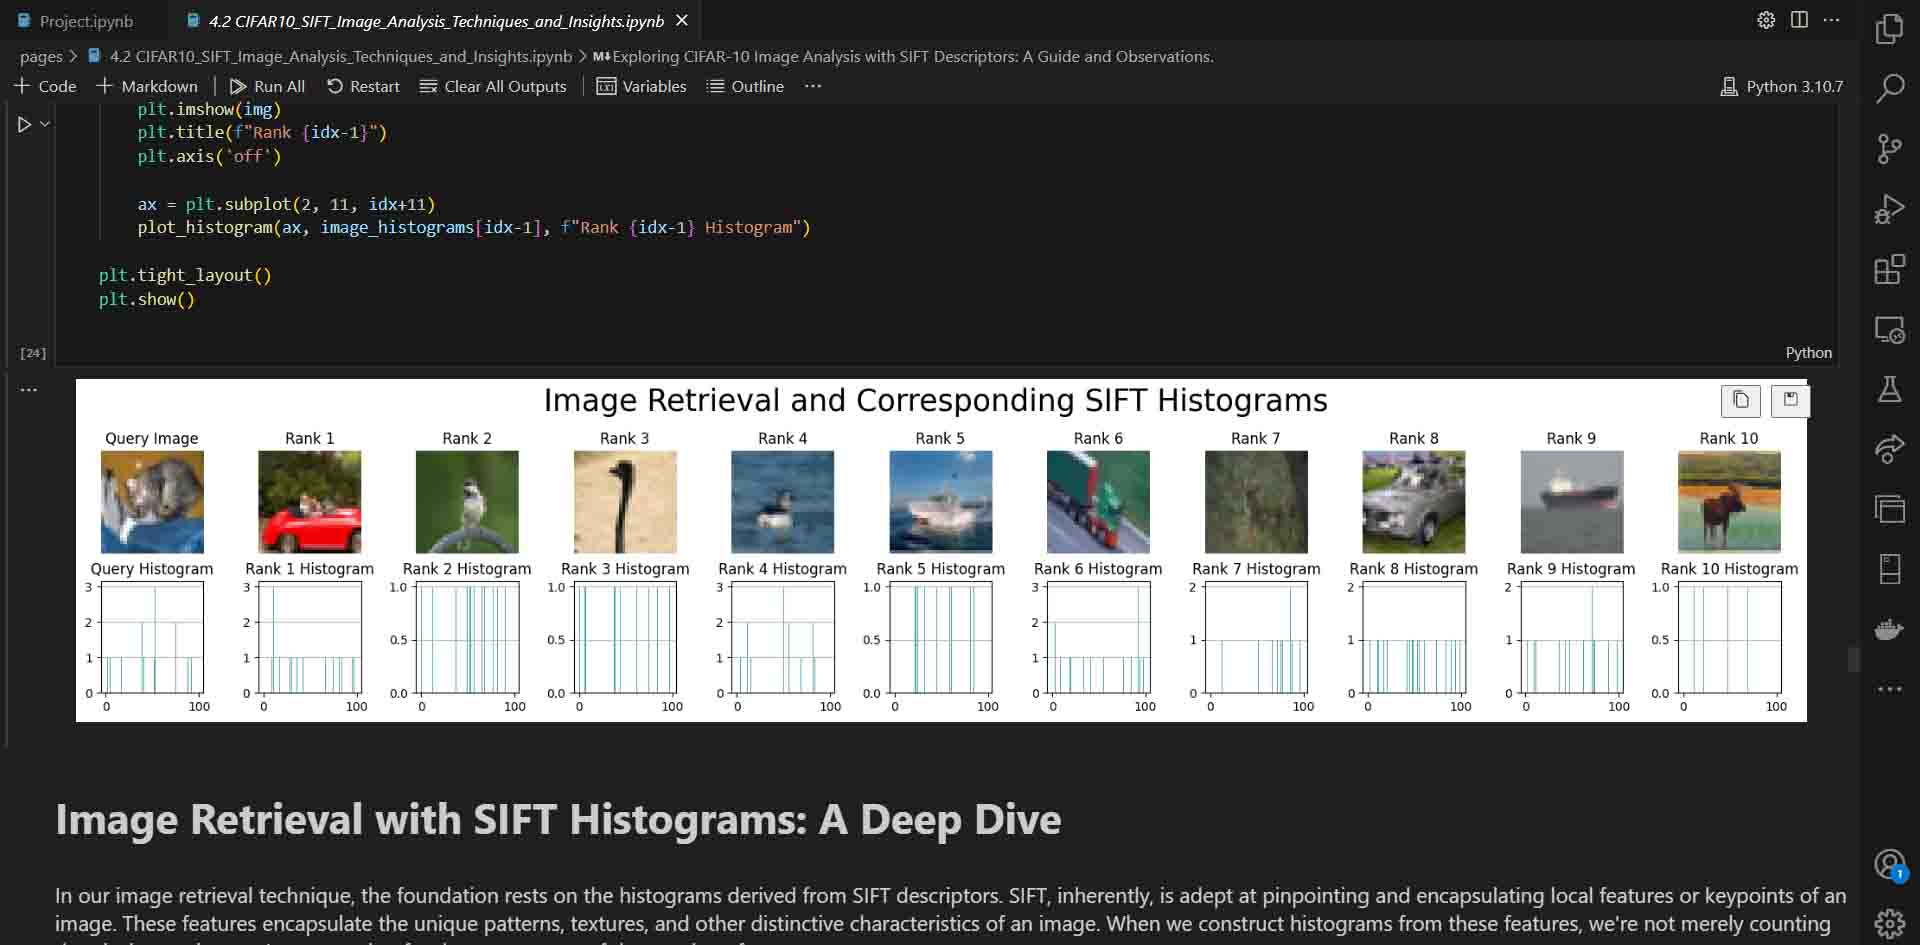 Project.ipynb
4.2 CIFAR10_SIFT_Image_Analysis_Techniques_and_Insights.ipynb
pages > 4.2 CIFAR10_SIFT_Image_Analysis_Techniques_and_Insights.ipynb > M↓Exploring CIFAR-10 Image Analysis with SIFT Descriptors: A Guide and Observations.
+ Code + Markdown | Run All Restart Clear All Outputs | Variables Outline ... Python 3.10.7
plt.imshow(img)
plt.title(f"Rank {idx-1}")
plt.axis('off')
ax = plt.subplot(2, 11, idx+11)
plot_histogram(ax, image_histograms[idx-1], f"Rank {idx-1} Histogram")
plt.tight_layout()
plt.show()
[24]
Python
Image Retrieval and Corresponding SIFT Histograms
Query Image Rank 1 Rank 2 Rank 3 Rank 4 Rank 5 Rank 6 Rank 7 Rank 8 Rank 9 Rank 10
Query Histogram Rank 1 Histogram Rank 2 Histogram Rank 3 Histogram Rank 4 Histogram Rank 5 Histogram Rank 6 Histogram Rank 7 Histogram Rank 8 Histogram Rank 9 Histogram Rank 10 Histogram
3 3 1.0 1.0 3 1.0 3 2 2 2 1.0
2 2 2 2
0.5 0.5 0.5 1 1 1 0.5
1 1 1 1
0 0 0.0 0.0 0 0.0 0 0 0 0 0.0
0 100 0 100 0 100 0 100 0 100 0 100 0 100 0 100 0 100 0 100 0 100
Image Retrieval with SIFT Histograms: A Deep Dive
In our image retrieval technique, the foundation rests on the histograms derived from SIFT descriptors. SIFT, inherently, is adept at pinpointing and encapsulating local features or keypoints of an
image. These features encapsulate the unique patterns, textures, and other distinctive characteristics of an image. When we construct histograms from these features, we're not merely counting
1